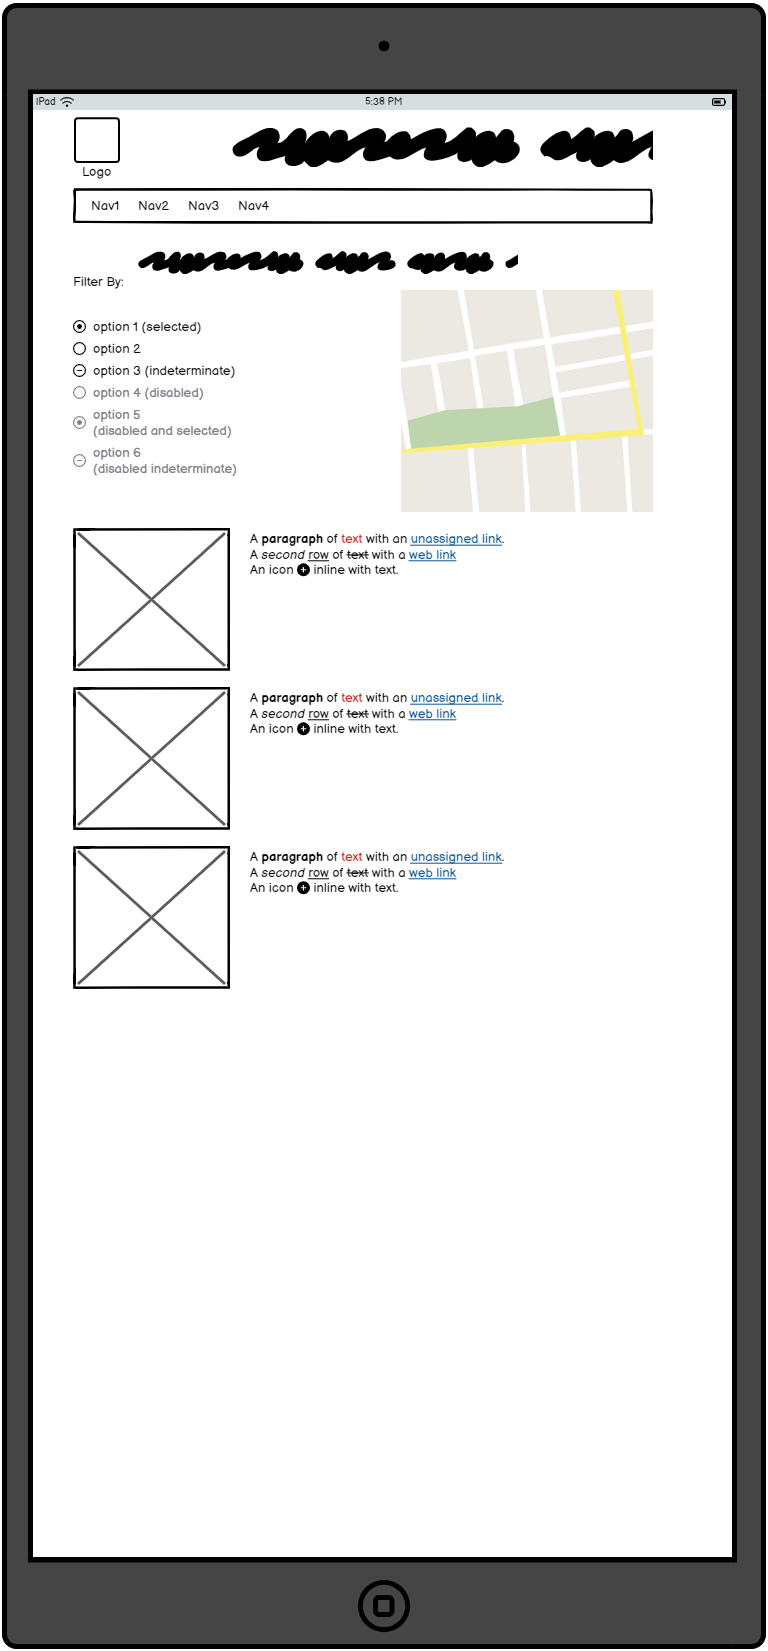 iPad 5:38 PM
Logo
Nav1 Nav2 Nav3 Nav4
Filter By:
option 1 (selected)
option 2
option 3 (indeterminate)
option 4 (disabled)
option 5
(disabled and selected)
option 6
(disabled indeterminate)
A paragraph of text with an unassigned link.
A second row of text with a web link
An icon inline with text.
A paragraph of text with an unassigned link.
A second row of text with a web link
An icon inline with text.
A paragraph of text with an unassigned link.
A second row of text with a web link
An icon inline with text.